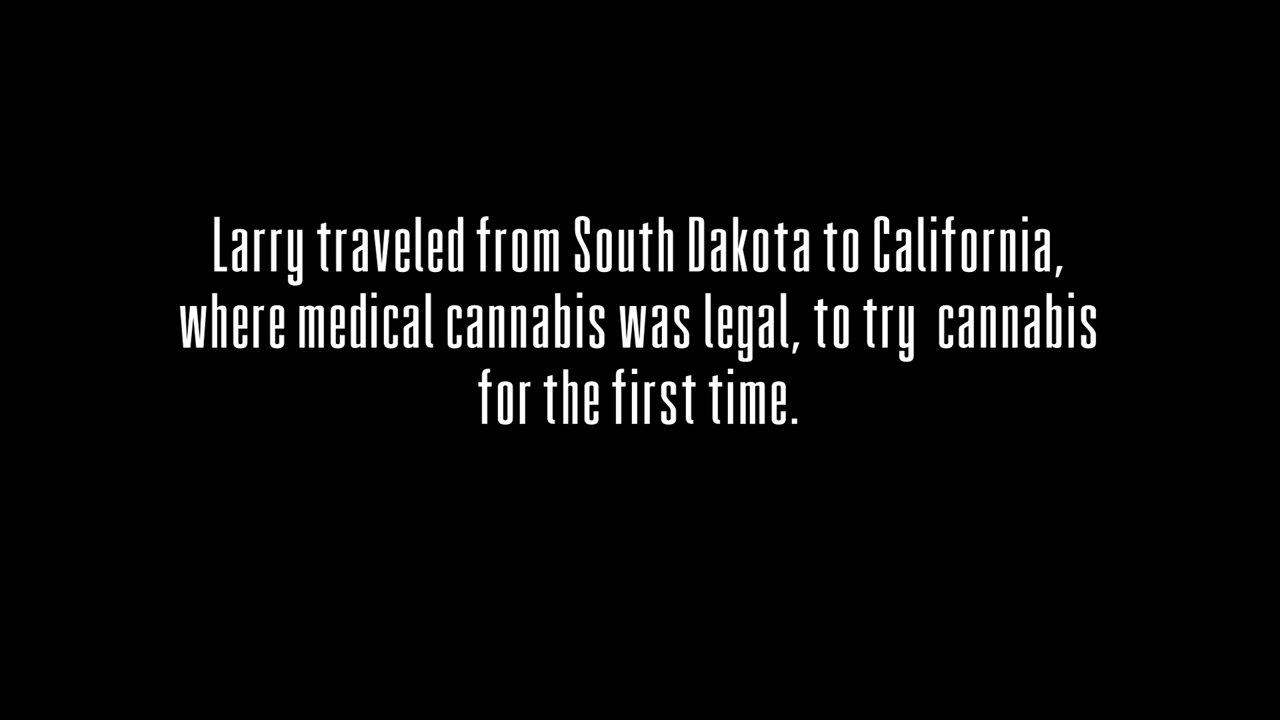 Larry traveled from South Dakota to California,
where medical cannabis was legal, to try  cannabis
for the first time.